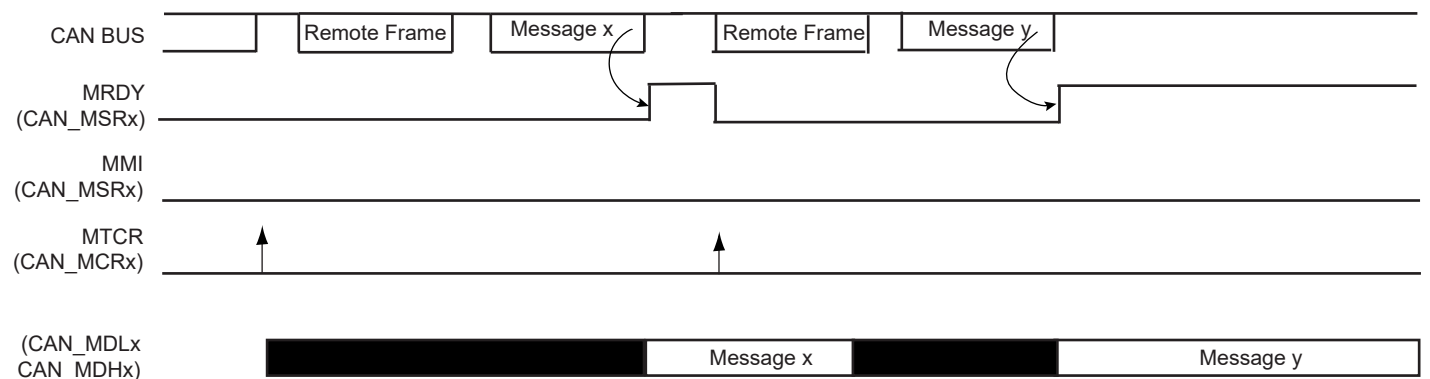 CAN BUS Remote Frame Message x Remote Frame Message y
MRDY
(CAN_MSRx)
MMI
(CAN_MSRx)
MTCR
(CAN_MCRx)
(CAN_MDLx
CAN_MDHx)
Message x Message y